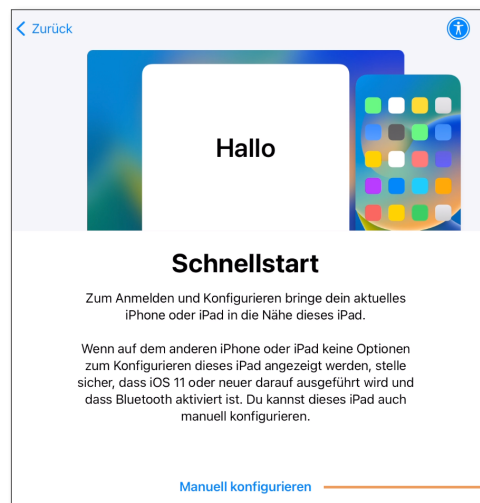 Zurück
Hallo
Schnellstart
Zum Anmelden und Konfigurieren bringe dein aktuelles
iPhone oder iPad in die Nähe dieses iPad.
Wenn auf dem anderen iPhone oder iPad keine Optionen
zum Konfigurieren dieses iPad angezeigt werden, stelle
sicher, dass iOS 11 oder neuer darauf ausgeführt wird und
dass Bluetooth aktiviert ist. Du kannst dieses iPad auch
manuell konfigurieren.
Manuell konfigurieren